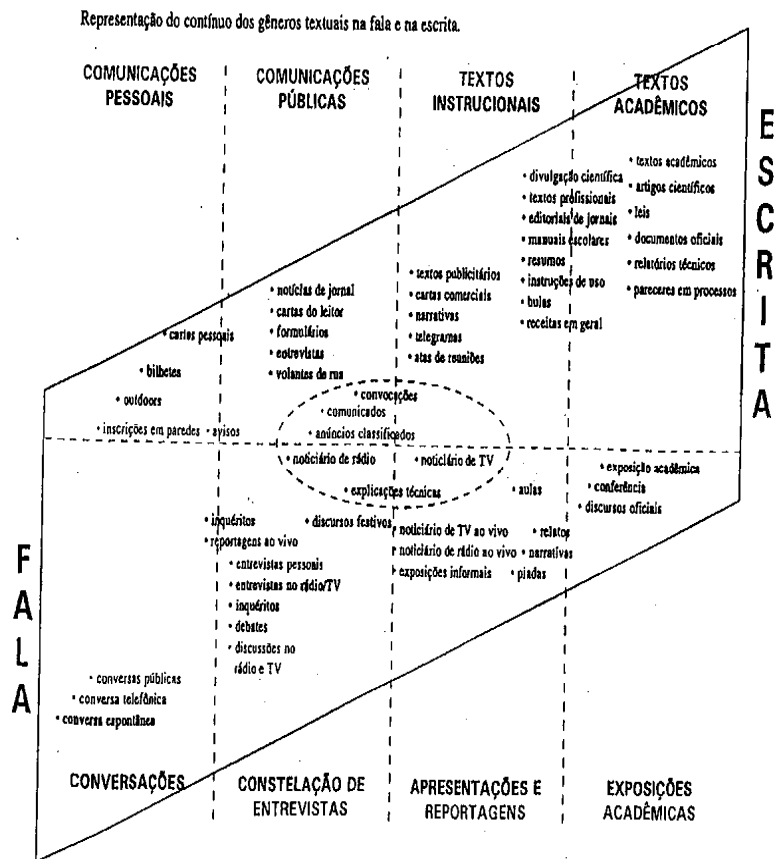 Representação do contínuo dos gêneros textuais na fala e na escrita.
COMUNICAÇÕES
PESSOAIS
COMUNICAÇÕES
PÚBLICAS
TEXTOS
INSTRUCIONAIS
TEXTOS
ACADÊMICOS
ESCRITA
• cartas pessoais
• bilhetes
• outdoors
• inscrições em paredes • avisos
• notícias de jornal
• cartas do leitor
• formulários
• entrevistas
• volantes de rua
• textos publicitários
• cartas comerciais
• narrativas
• telegramas
• atas de reuniões
• divulgação científica
• textos profissionais
• editoriais de jornais
• manuais escolares
• resumos
• instruções de uso
• bulas
• receitas em geral
• textos acadêmicos
• artigos científicos
• leis
• documentos oficiais
• relatórios técnicos
• pareceres em processos
• convocações
• comunicados
• anúncios classificados
• noticiário de rádio
• noticiário de TV
• explicações técnicas
FALA
• conversas públicas
• conversa telefônica
• conversa espontânea
• inquéritos
• reportagens ao vivo
• entrevistas pessoais
• entrevistas no rádio/TV
• inquéritos
• debates
• discussões no
rádio e TV
• discursos festivos
• aulas
• noticiário de TV ao vivo • relatos
• noticiário de rádio ao vivo • narrativas
• exposições informais • piadas
• exposição acadêmica
• conferência
• discursos oficiais
CONVERSAÇÕES
CONSTELAÇÃO DE
ENTREVISTAS
APRESENTAÇÕES E
REPORTAGENS
EXPOSIÇÕES
ACADÊMICAS